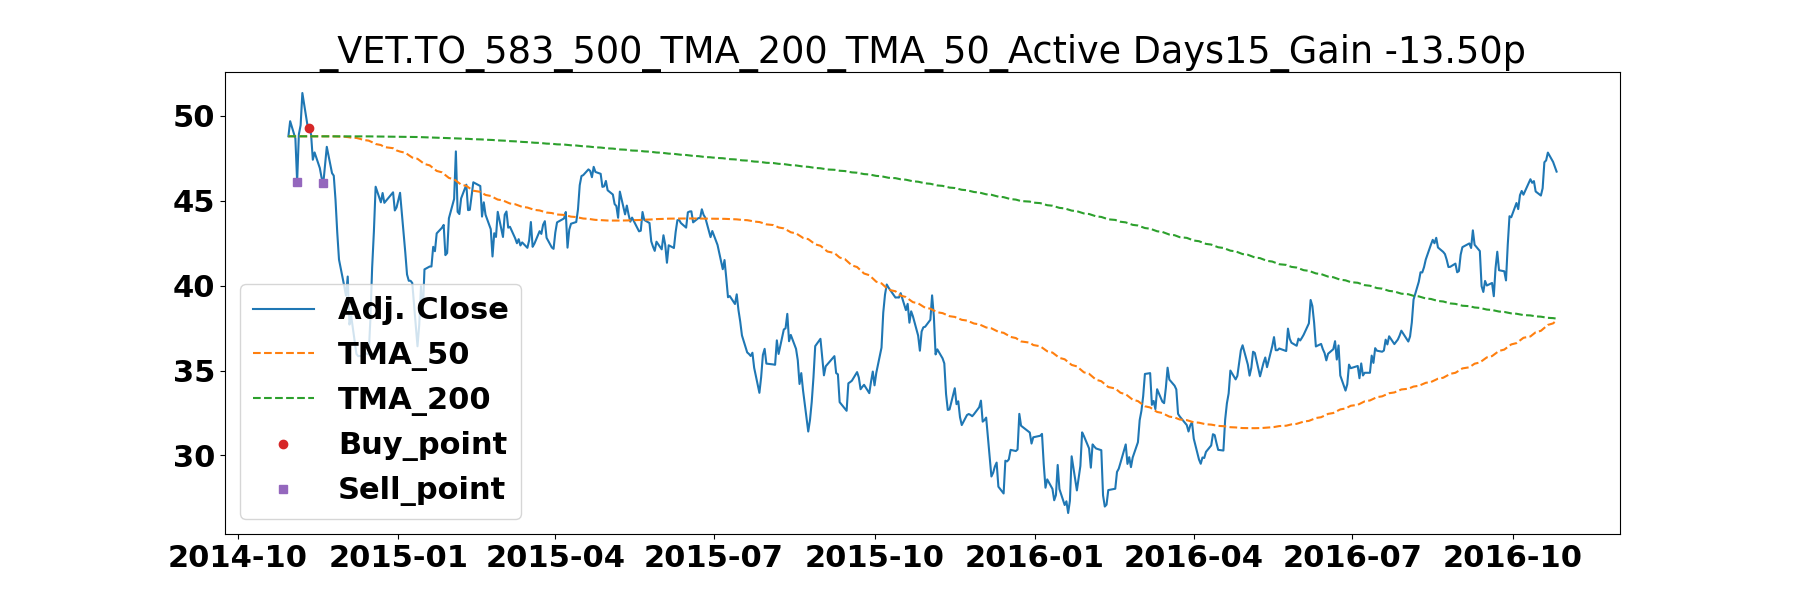 _VET.TO_583_500_TMA_200_TMA_50_Active Days15_Gain -13.50p
50
45
40
35
30
Adj. Close
TMA_50
TMA_200
Buy_point
Sell_point
2014-10 2015-01 2015-04 2015-07 2015-10 2016-01 2016-04 2016-07 2016-10